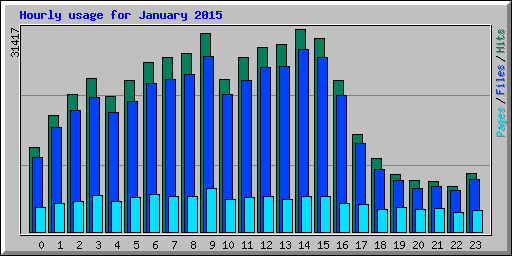 Hourly usage for January 2015
31417
Pages/Files/Hits
0 1 2 3 4 5 6 7 8 9 10 11 12 13 14 15 16 17 18 19 20 21 22 23